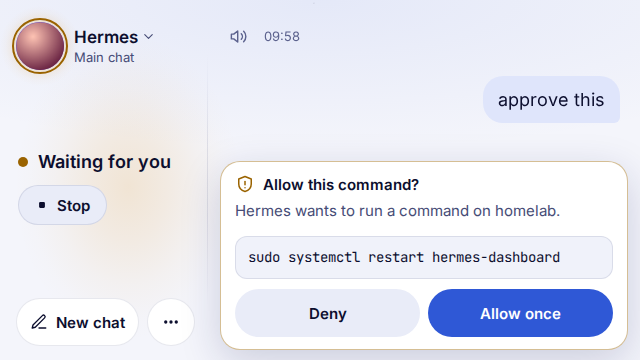 Hermes
Main chat
09:58
approve this
Waiting for you
Stop
Allow this command?
Hermes wants to run a command on homelab.
sudo systemctl restart hermes-dashboard
Deny
Allow once
New chat